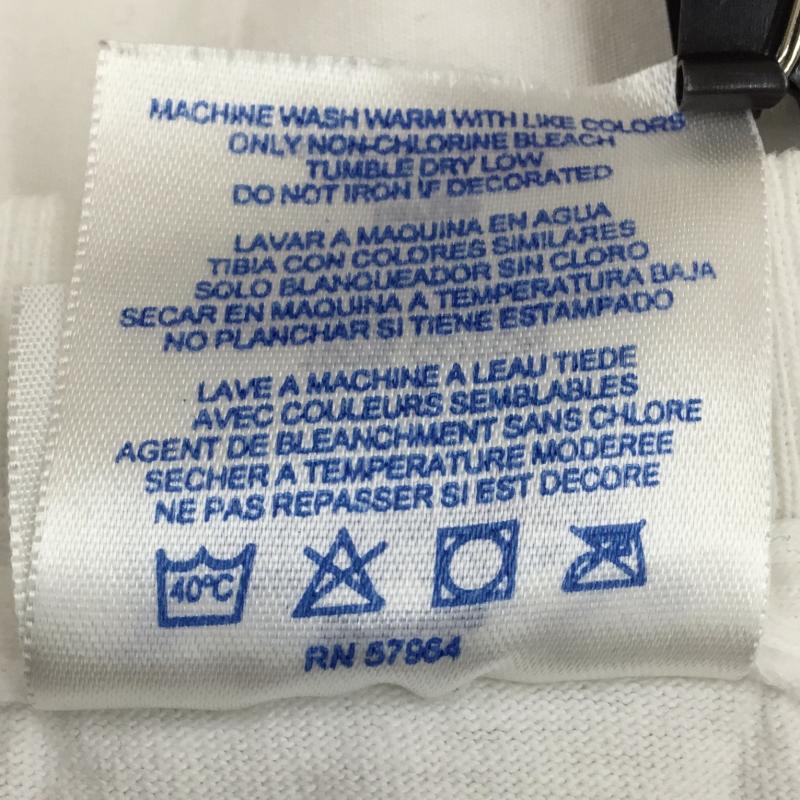 MACHINE WASH WARM WITH LIKE COLORS
ONLY NON-CHLORINE BLEACH
TUMBLE DRY LOW
DO NOT IRON IF DECORATED
LAVAR A MAQUINA EN AGUA
TIBIA CON COLORES SIMILARES
SOLO BLANQUEADOR SIN CLORO
SECAR EN MAQUINA A TEMPERATURA BAJA
NO PLANCHAR SI TIENE ESTAMPADO
LAVE A MACHINE A LEAU TIEDE
AVEC COULEURS SEMBLABLES
AGENT DE BLEANCHMENT SANS CHLORE
SECHER A TEMPERATURE MODEREE
NE PAS REPASSER SI EST DECORE
40ºC
RN 57964